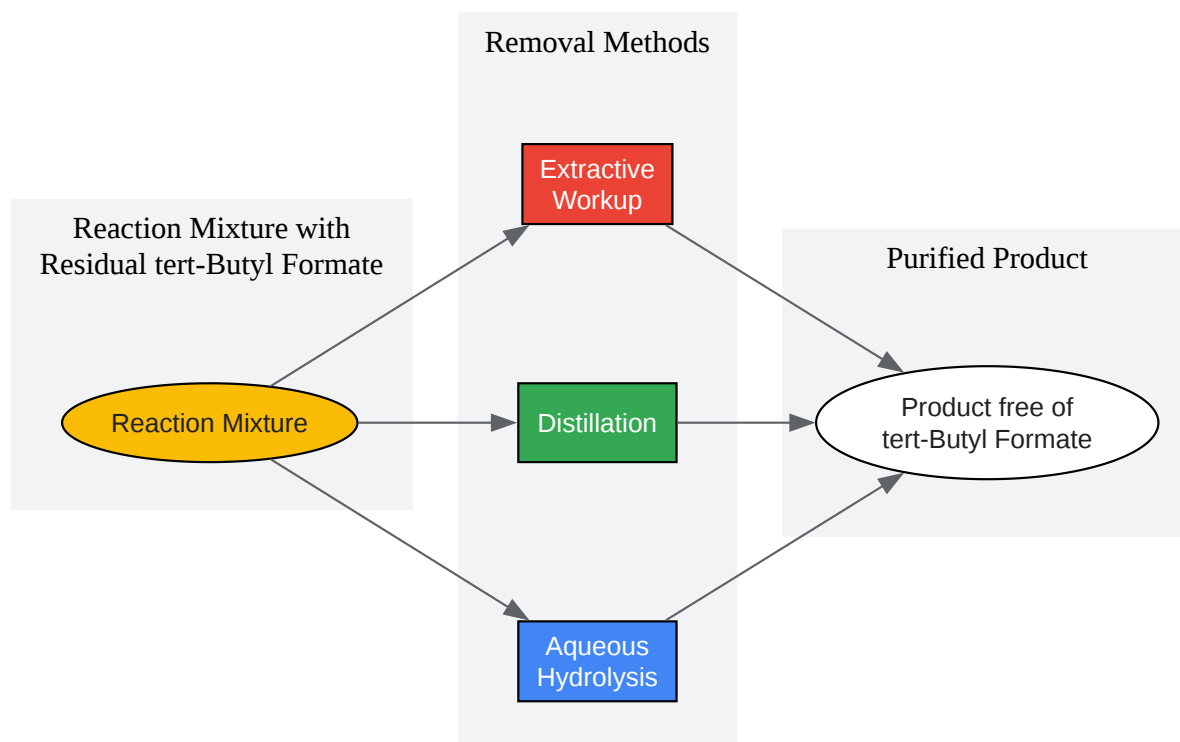 Removal Methods
Extractive
Workup
Reaction Mixture with
Residual tert-Butyl Formate
Purified Product
Reaction Mixture
Distillation
Product free of
tert-Butyl Formate
Aqueous
Hydrolysis